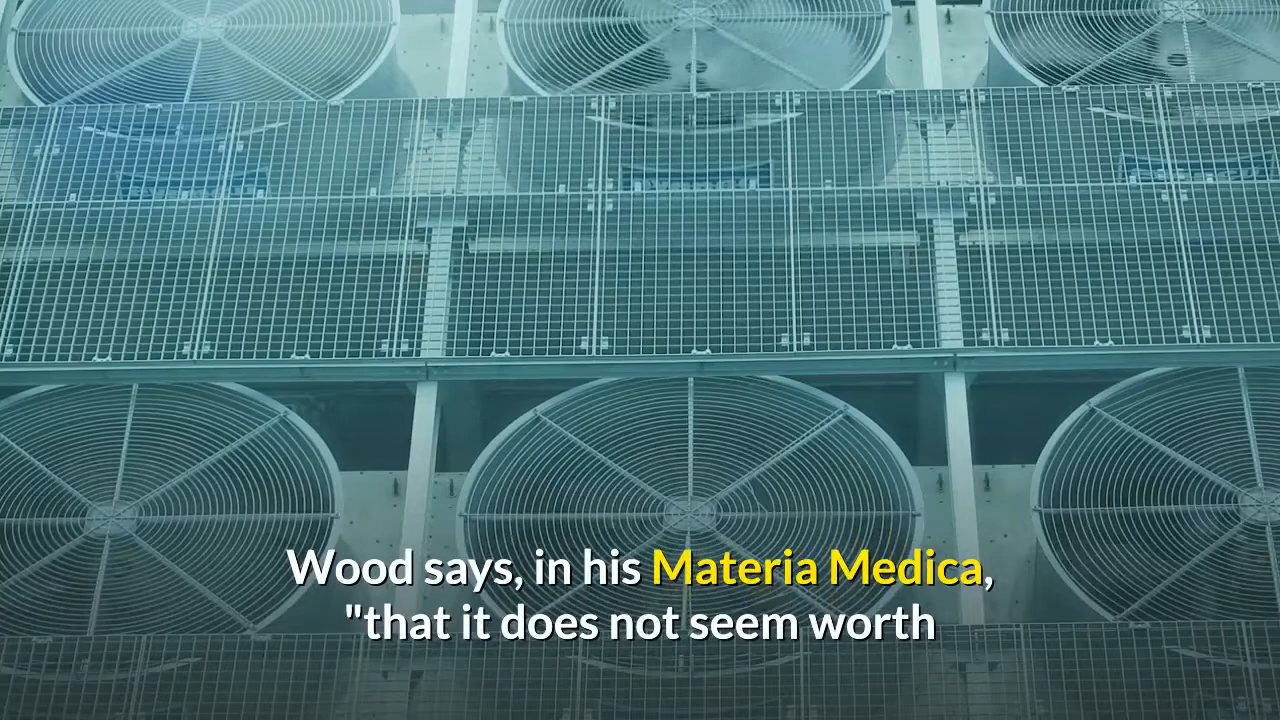 Wood says, in his Materia Medica,
"that it does not seem worth